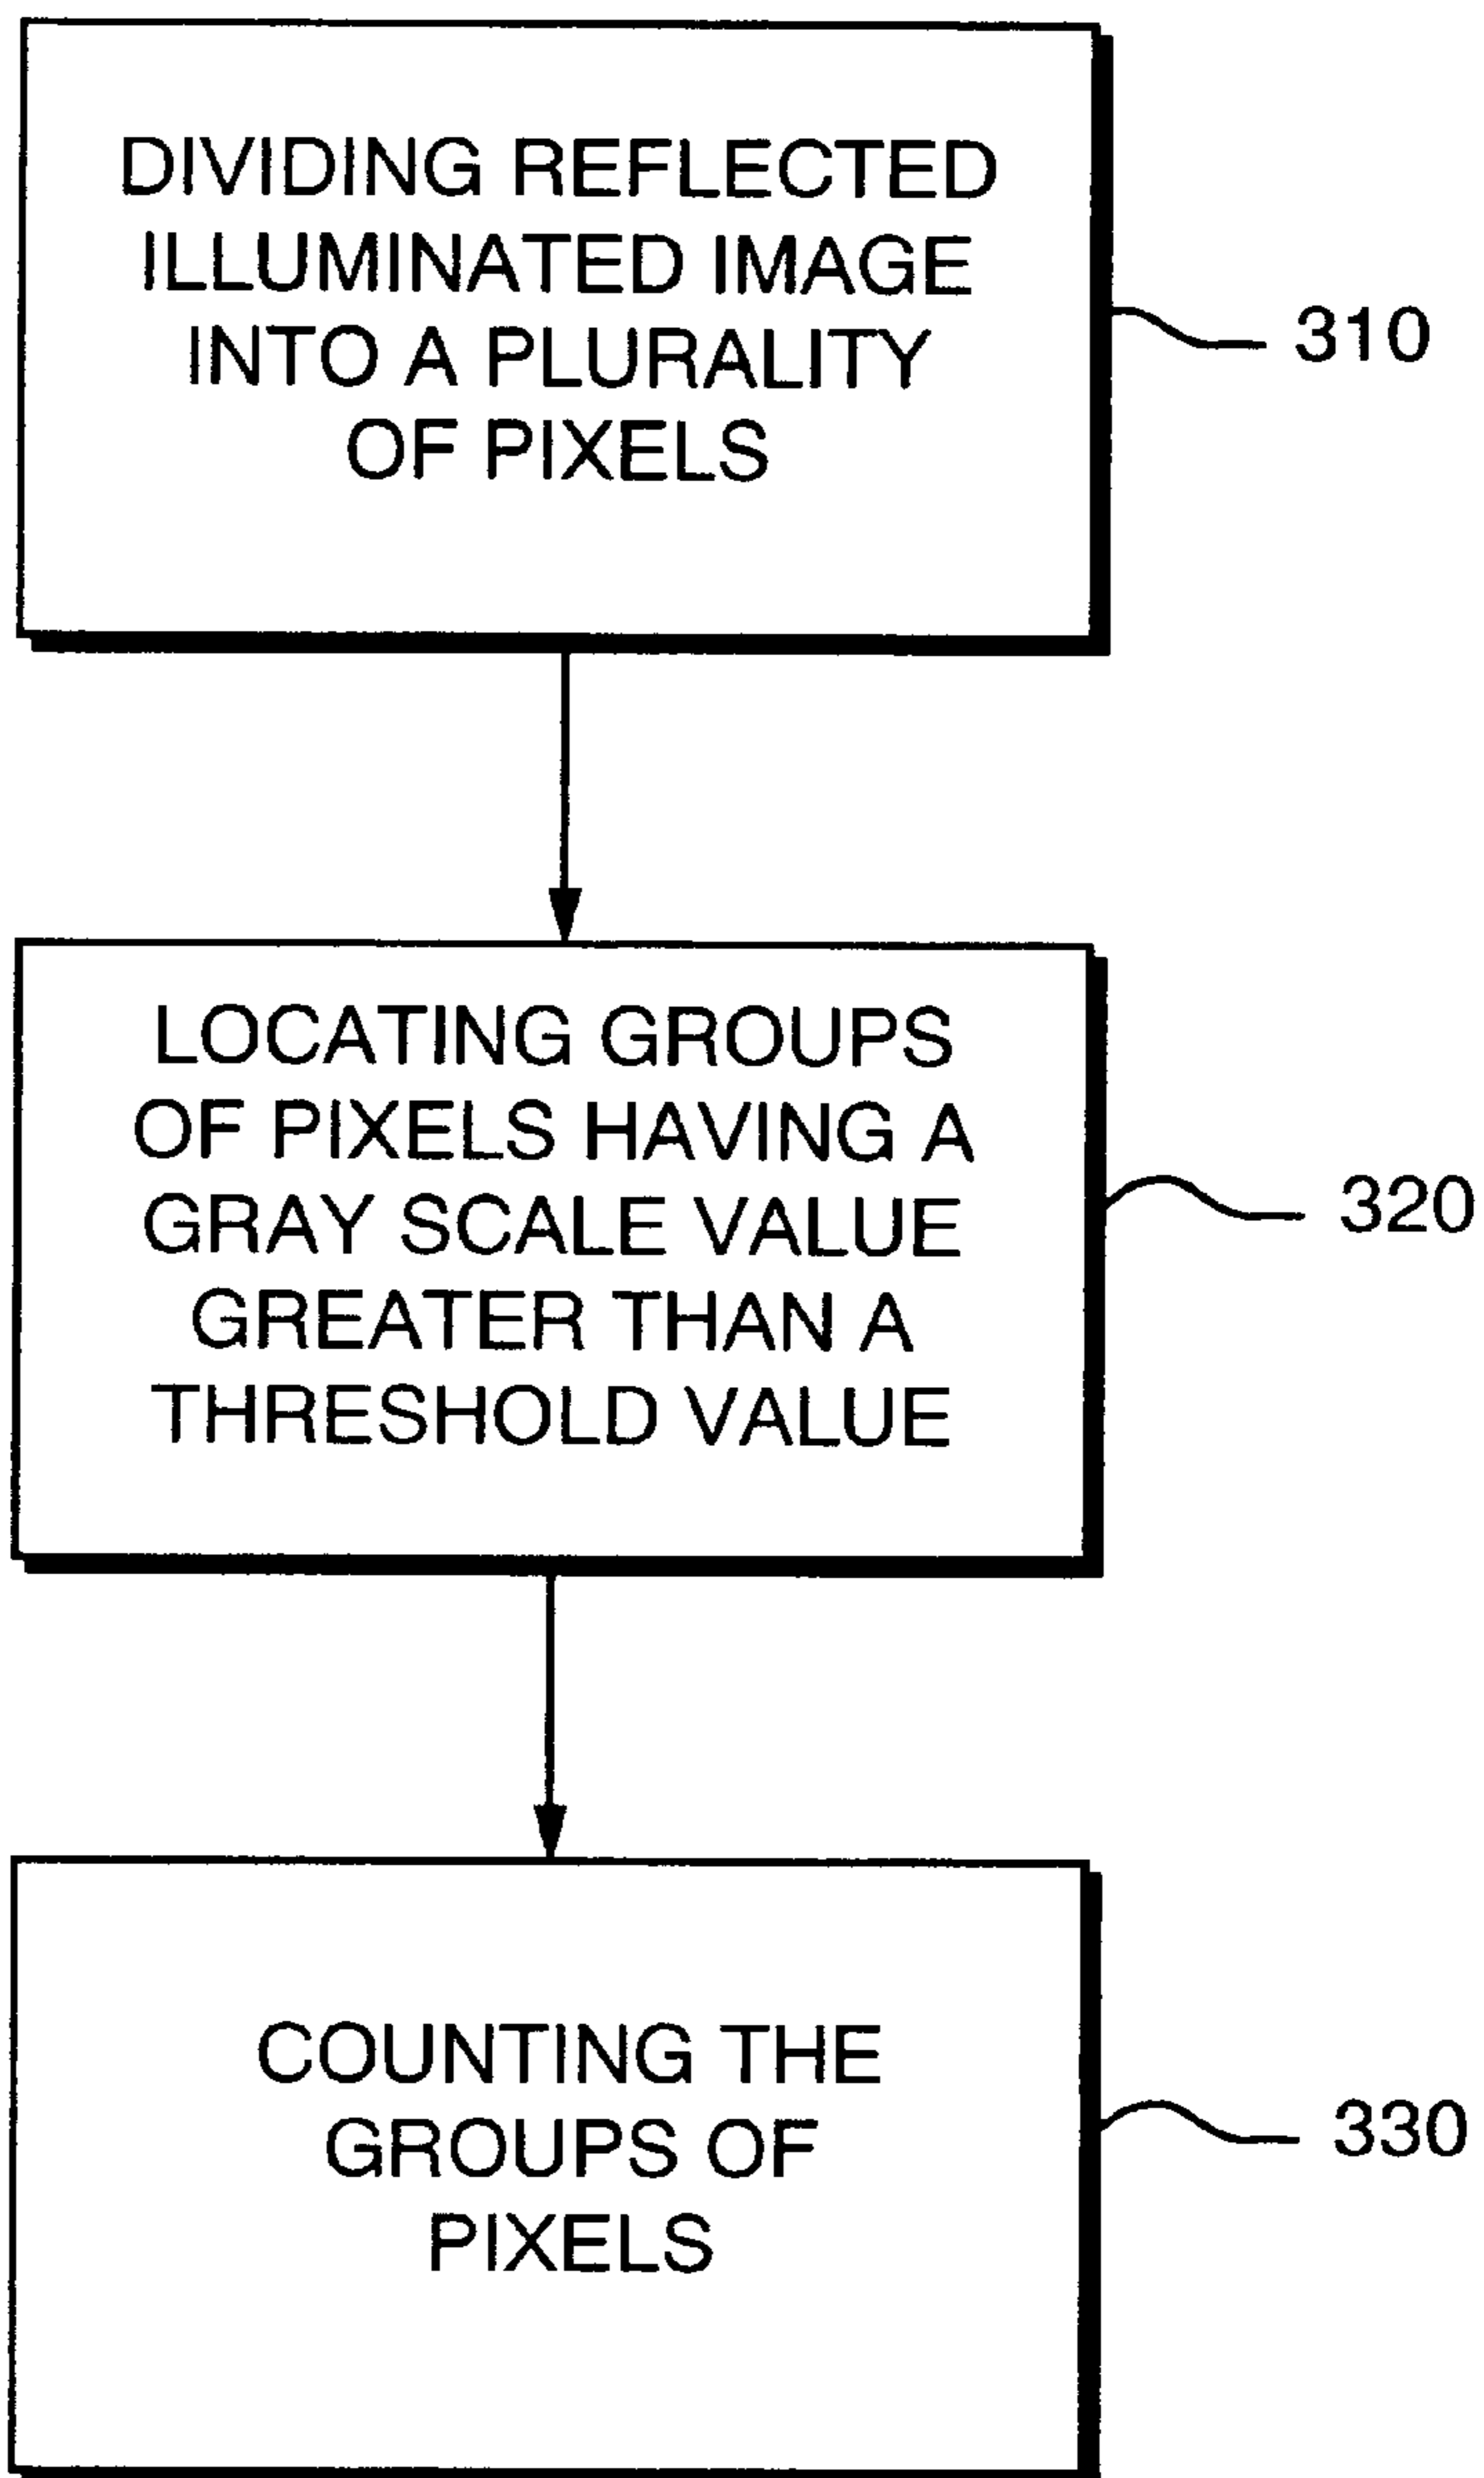 DIVIDING REFLECTED
ILLUMINATED IMAGE
INTO A PLURALITY
OF PIXELS
310
LOCATING GROUPS
OF PIXELS HAVING A
GRAY SCALE VALUE
GREATER THAN A
THRESHOLD VALUE
320
COUNTING THE
GROUPS OF
PIXELS
330